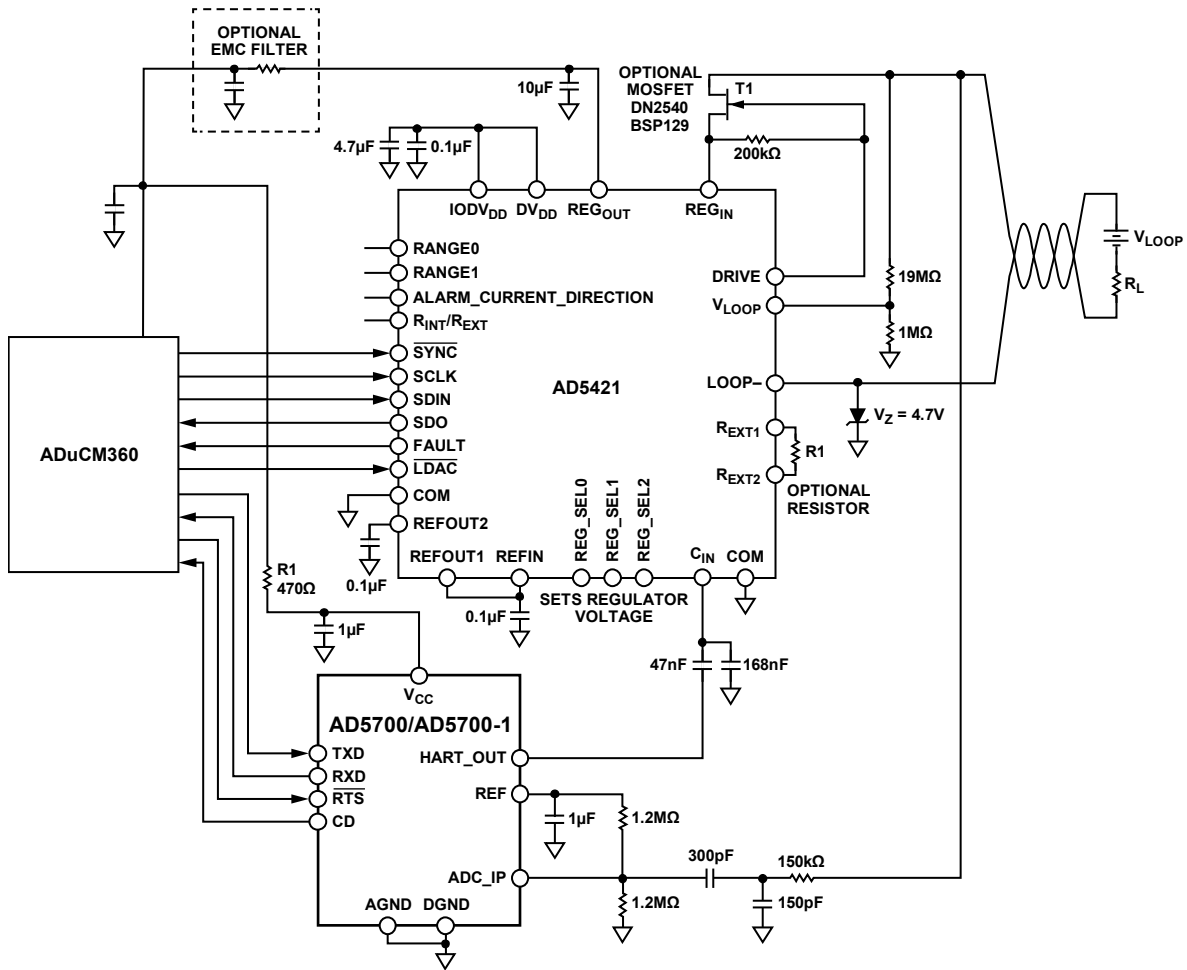 OPTIONAL
EMC FILTER
10µF
OPTIONAL
MOSFET
DN2540
BSP129
T1
200kΩ
4.7µF
0.1µF
IODVDD
DVDD
REGOUT
REGIN
VLOOP
RL
RANGE0
RANGE1
ALARM_CURRENT_DIRECTION
RINT/REXT
SYNC
SCLK
SDIN
SDO
FAULT
LDAC
COM
REFOUT2
DRIVE
VLOOP
19MΩ
1MΩ
LOOP–
VZ = 4.7V
REXT1
REXT2
R1
OPTIONAL
RESISTOR
AD5421
ADuCM360
0.1µF
REFOUT1
REFIN
REG_SEL0
REG_SEL1
REG_SEL2
CIN
COM
SETS REGULATOR
VOLTAGE
0.1µF
R1
470Ω
1µF
47nF
168nF
VCC
AD5700/AD5700-1
TXD
RXD
RTS
CD
HART_OUT
REF
ADC_IP
AGND
DGND
1µF
1.2MΩ
1.2MΩ
300pF
150kΩ
150pF